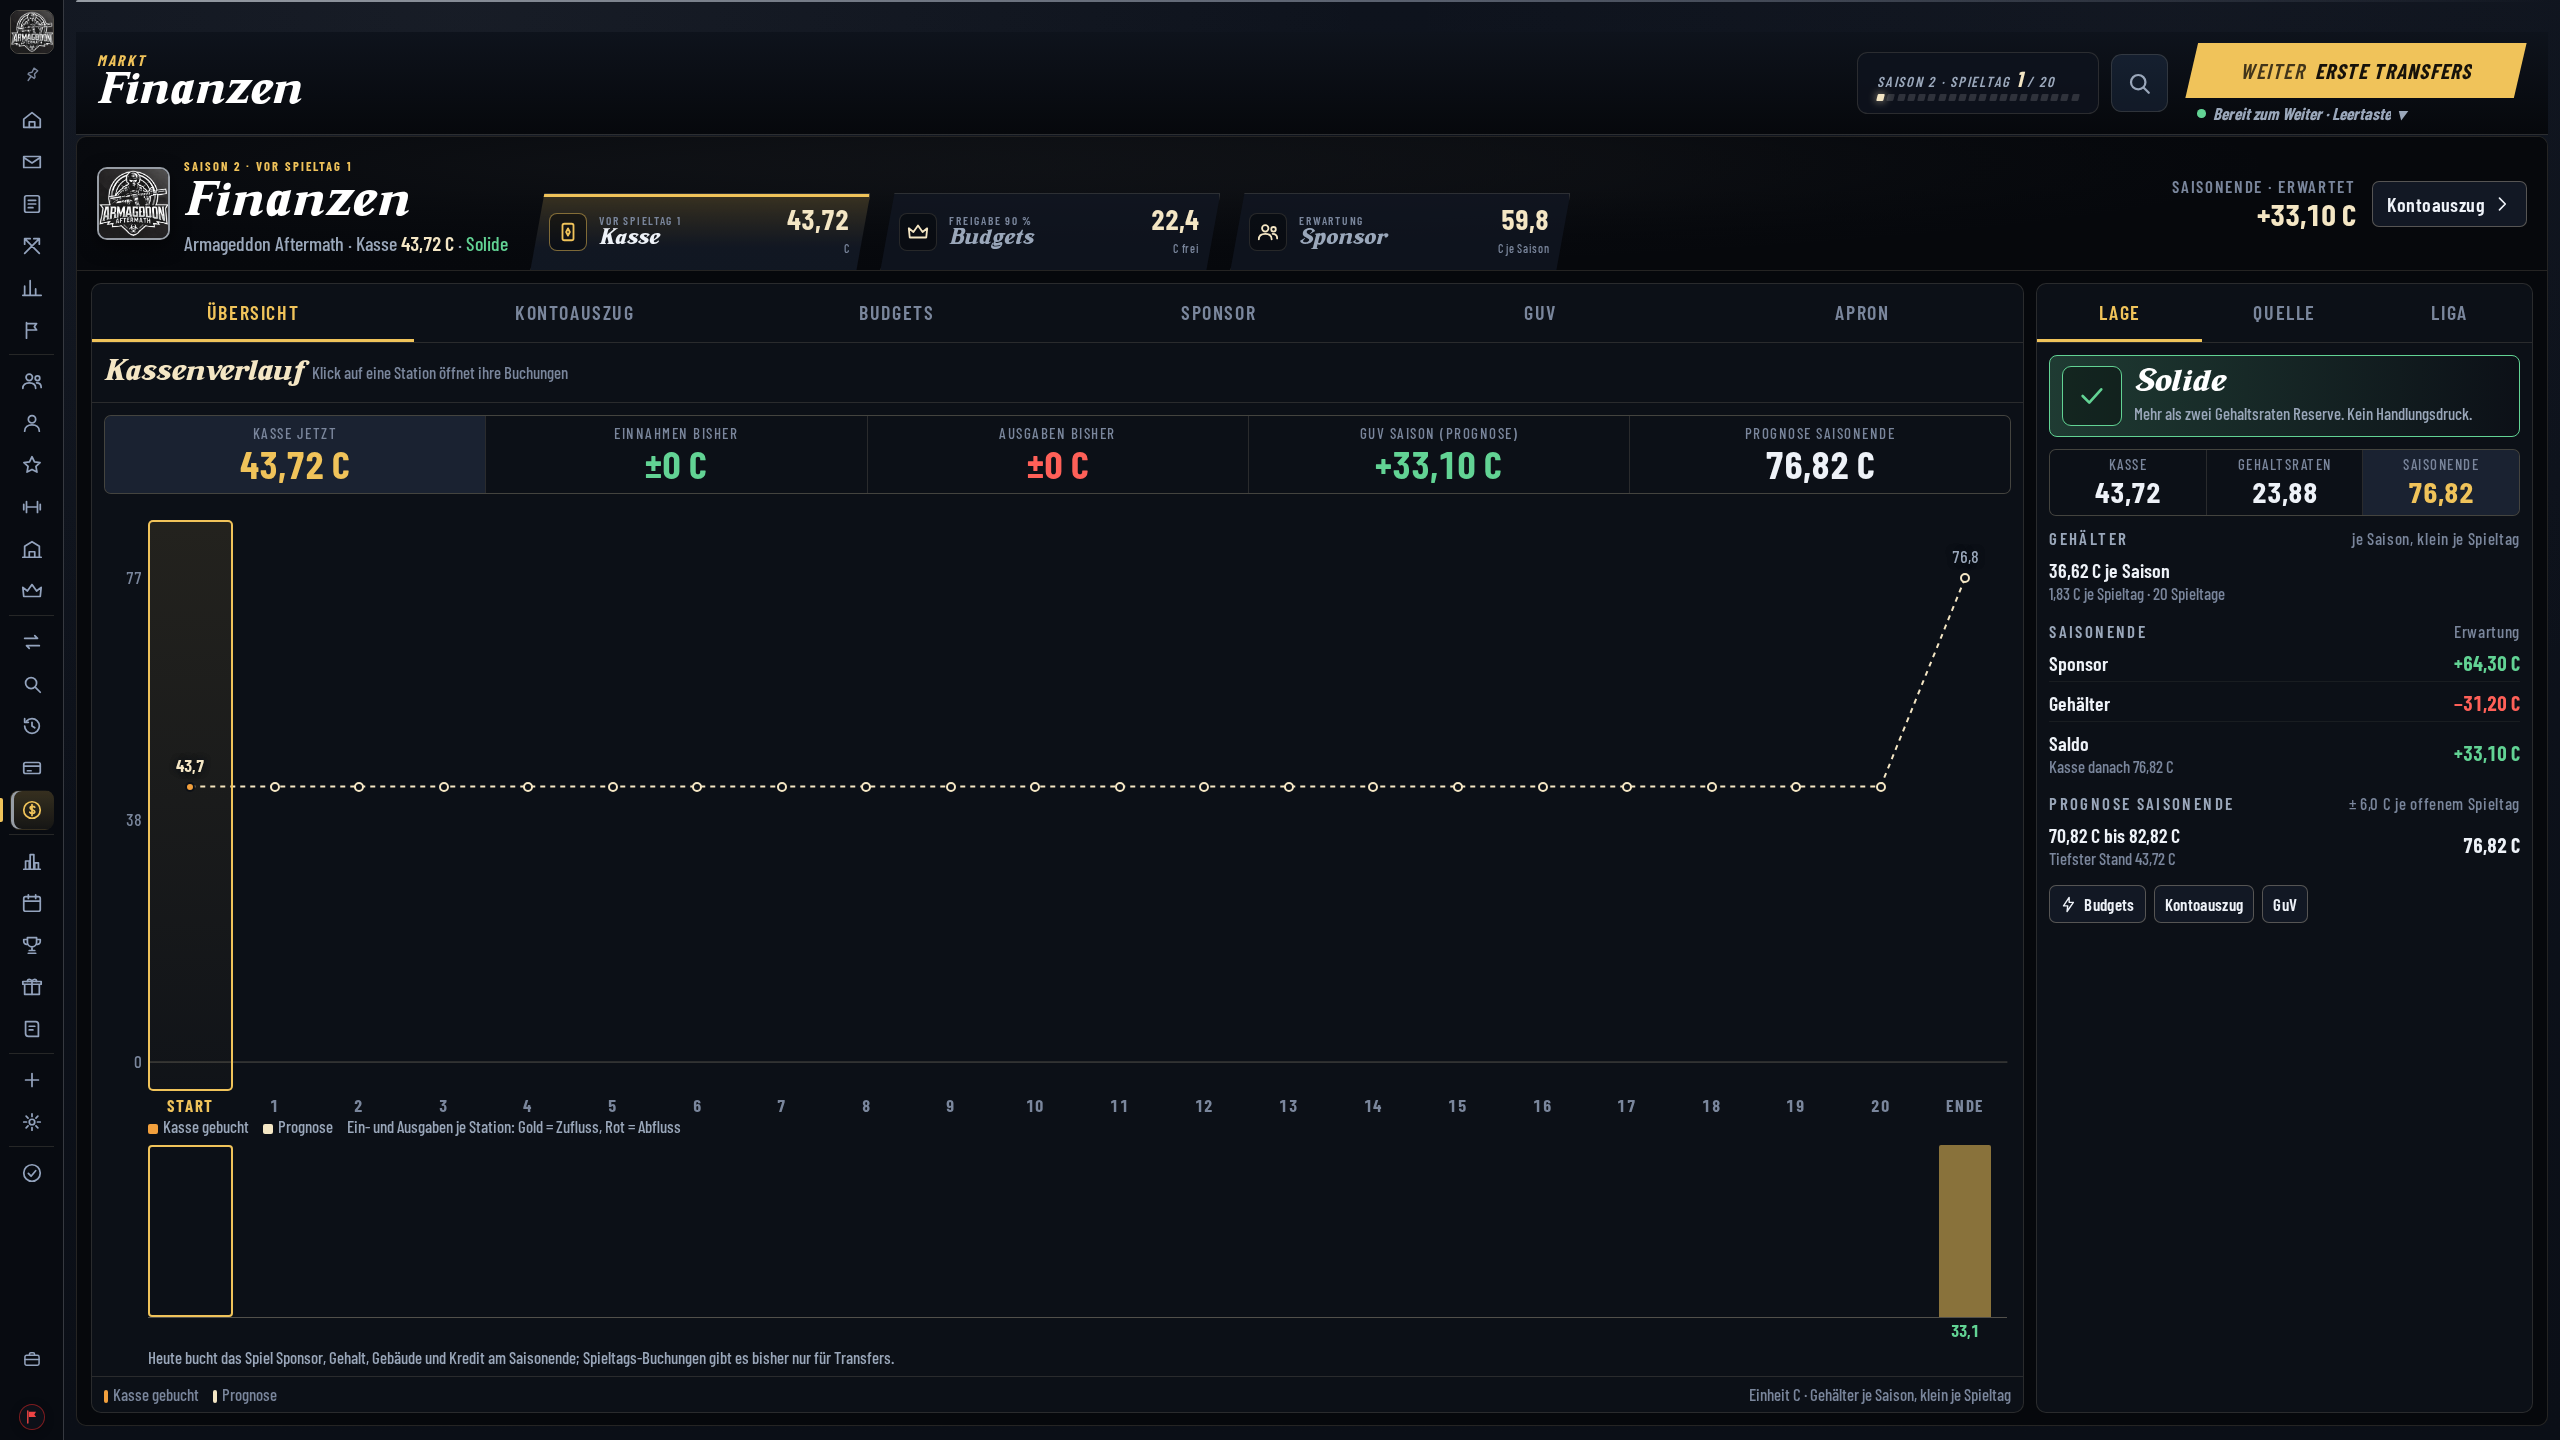 ARMAGEDDON
MARKT
Finanzen
SAISON 2 · SPIELTAG 1 / 20
WEITER ERSTE TRANSFERS
Bereit zum Weiter · Leertaste ▼
SAISON 2 · VOR SPIELTAG 1
Finanzen
Armageddon Aftermath · Kasse 43,72 C · Solide
ARMAGEDDON
AFTERMATH
VOR SPIELTAG 1
Kasse
43,72
C
FREIGABE 90 %
Budgets
22,4
C frei
ERWARTUNG
Sponsor
59,8
C je Saison
SAISONENDE · ERWARTET
+33,10 C
Kontoauszug
ÜBERSICHT KONTOAUSZUG BUDGETS SPONSOR GUV APRON
Kassenverlauf Klick auf eine Station öffnet ihre Buchungen
KASSE JETZT
43,72 C
EINNAHMEN BISHER
±0 C
AUSGABEN BISHER
±0 C
GUV SAISON (PROGNOSE)
+33,10 C
PROGNOSE SAISONENDE
76,82 C
76,8
77
43,7
38
0
START 1 2 3 4 5 6 7 8 9 10 11 12 13 14 15 16 17 18 19 20 ENDE
Kasse gebucht Prognose Ein- und Ausgaben je Station: Gold = Zufluss, Rot = Abfluss
33,1
Heute bucht das Spiel Sponsor, Gehalt, Gebäude und Kredit am Saisonende; Spieltags-Buchungen gibt es bisher nur für Transfers.
Kasse gebucht Prognose
Einheit C · Gehälter je Saison, klein je Spieltag
LAGE QUELLE LIGA
Solide
Mehr als zwei Gehaltsraten Reserve. Kein Handlungsdruck.
KASSE
43,72
GEHALTSRATEN
23,88
SAISONENDE
76,82
GEHÄLTER je Saison, klein je Spieltag
36,62 C je Saison
1,83 C je Spieltag · 20 Spieltage
SAISONENDE Erwartung
Sponsor +64,30 C
Gehälter −31,20 C
Saldo +33,10 C
Kasse danach 76,82 C
PROGNOSE SAISONENDE ± 6,0 C je offenem Spieltag
70,82 C bis 82,82 C 76,82 C
Tiefster Stand 43,72 C
Budgets Kontoauszug GuV